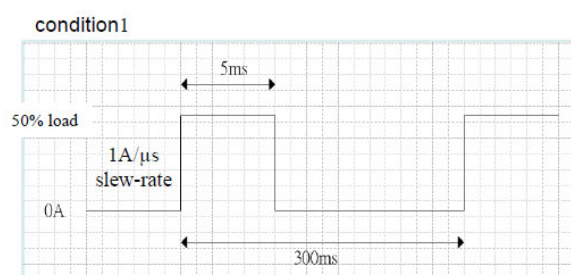 condition1
5ms
50% load
1A/μs
slew-rate
0A
300ms